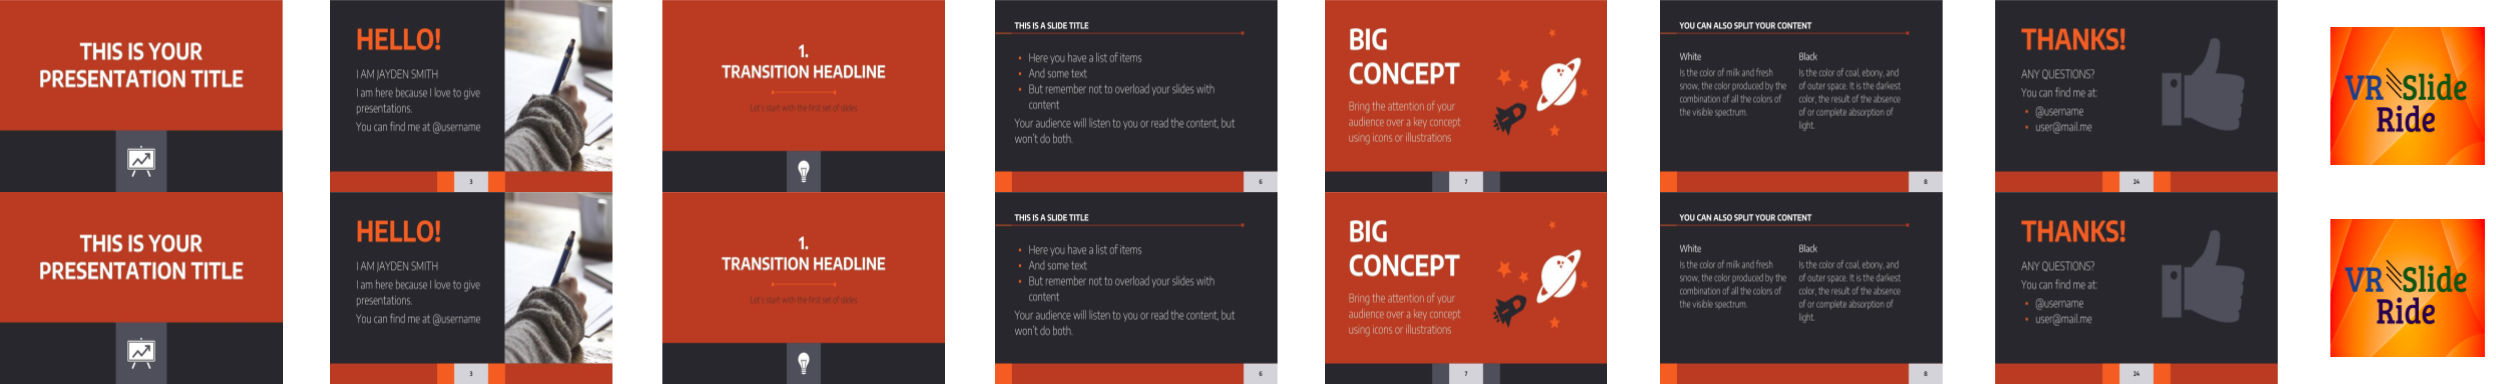 THIS IS YOUR
PRESENTATION TITLE
HELLO!
I AM JAYDEN SMITH
I am here because I love to give
presentations.
You can find me at @username
3
1.
TRANSITION HEADLINE
Let's start with the first set of slides
THIS IS A SLIDE TITLE
Here you have a list of items
And some text
But remember not to overload your slides with
content
Your audience will listen to you or read the content, but
won't do both.
6
BIG
CONCEPT
Bring the attention of your
audience over a key concept
using icons or illustrations
7
YOU CAN ALSO SPLIT YOUR CONTENT
White
Is the color of milk and fresh
snow, the color produced by the
combination of all the colors of
the visible spectrum.
Black
Is the color of coal, ebony, and
of outer space. It is the darkest
color, the result of the absence
of or complete absorption of
light.
8
THANKS!
ANY QUESTIONS?
You can find me at:
@username
user@mail.me
24
VR Slide
Ride
THIS IS YOUR
PRESENTATION TITLE
HELLO!
I AM JAYDEN SMITH
I am here because I love to give
presentations.
You can find me at @username
3
1.
TRANSITION HEADLINE
Let's start with the first set of slides
THIS IS A SLIDE TITLE
Here you have a list of items
And some text
But remember not to overload your slides with
content
Your audience will listen to you or read the content, but
won't do both.
6
BIG
CONCEPT
Bring the attention of your
audience over a key concept
using icons or illustrations
7
YOU CAN ALSO SPLIT YOUR CONTENT
White
Is the color of milk and fresh
snow, the color produced by the
combination of all the colors of
the visible spectrum.
Black
Is the color of coal, ebony, and
of outer space. It is the darkest
color, the result of the absence
of or complete absorption of
light.
8
THANKS!
ANY QUESTIONS?
You can find me at:
@username
user@mail.me
24
VR Slide
Ride